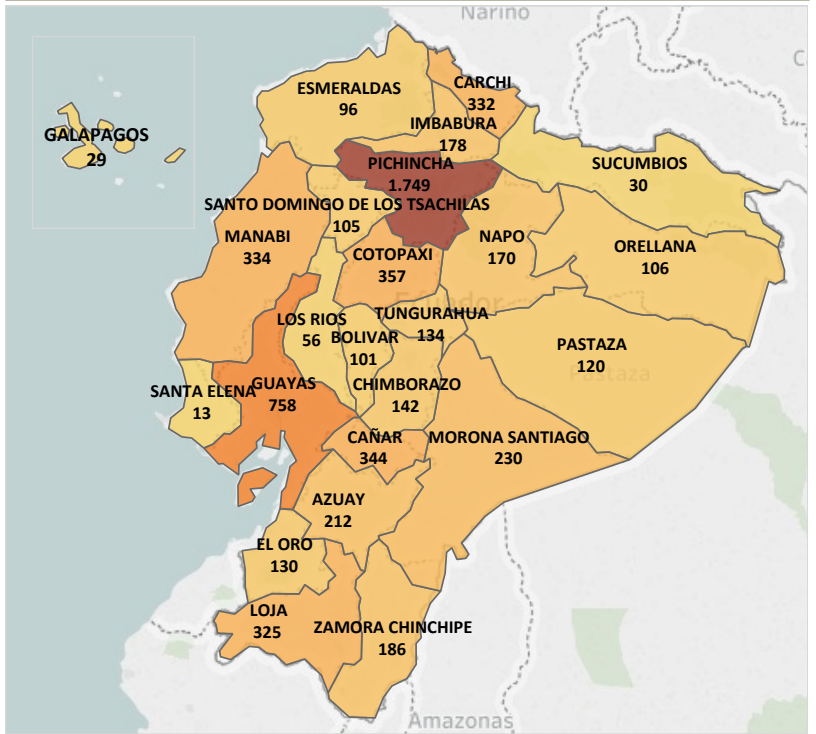 Nariño
CARCHI
332
ESMERALDAS
96
IMBABURA
178
GALAPAGOS
29
PICHINCHA
1.749
SUCUMBIOS
30
SANTO DOMINGO DE LOS TSACHILAS
105
MANABI
334
NAPO
170
ORELLANA
106
COTOPAXI
357
Ecuador
LOS RIOS
56
TUNGURAHUA
134
BOLIVAR
101
PASTAZA
120
Pastaza
SANTA ELENA
13
GUAYAS
758
CHIMBORAZO
142
CAÑAR
344
MORONA SANTIAGO
230
AZUAY
212
EL ORO
130
LOJA
325
ZAMORA CHINCHIPE
186
Amazonas